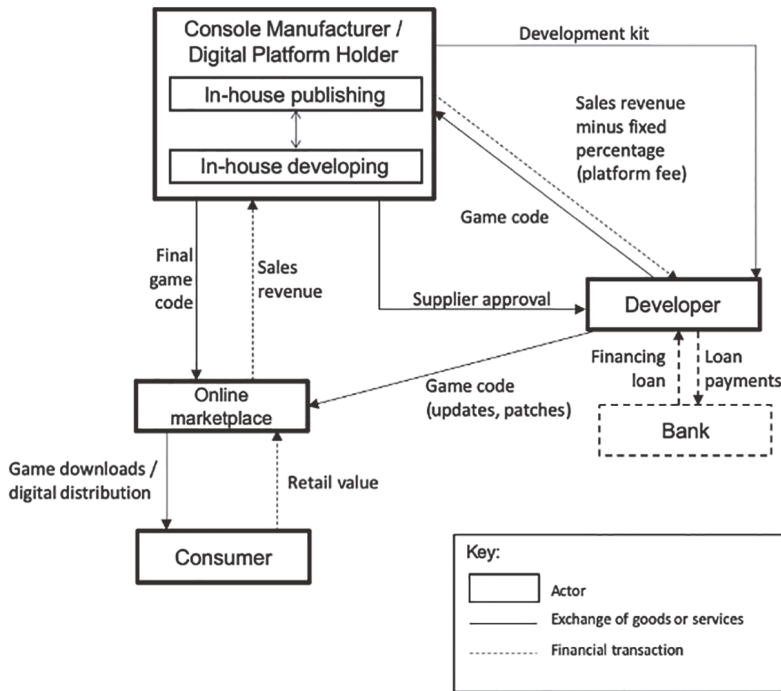 Console Manufacturer /
Digital Platform Holder
In-house publishing
In-house developing
Development kit
Sales revenue
minus fixed
percentage
(platform fee)
Game code
Final
game
code
Sales
revenue
Supplier approval
Developer
Financing
loan
Loan
payments
Bank
Game code
(updates, patches)
Online
marketplace
Game downloads /
digital distribution
Retail value
Consumer
Key:
Actor
Exchange of goods or services
Financial transaction